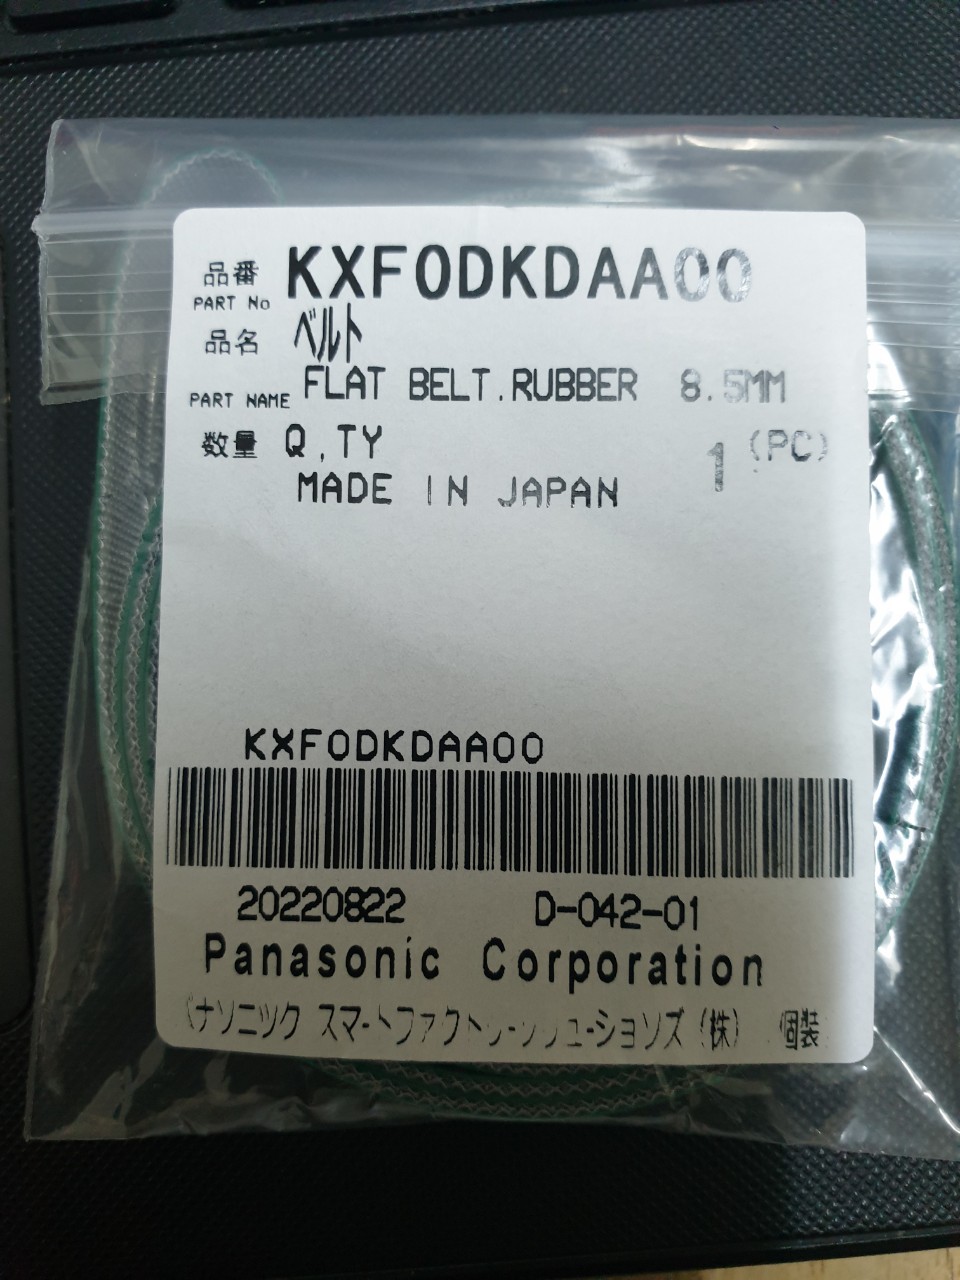 品番 PART No KXF0DKDAA00
品名 ベルト
PART NAME FLAT BELT.RUBBER 8.5MM
数量 Q,TY 1 (PC)
MADE IN JAPAN
KXF0DKDAA00
20220822 D-042-01
Panasonic Corporation
パナソニック スマートファクトリーソリューションズ (株) 個装